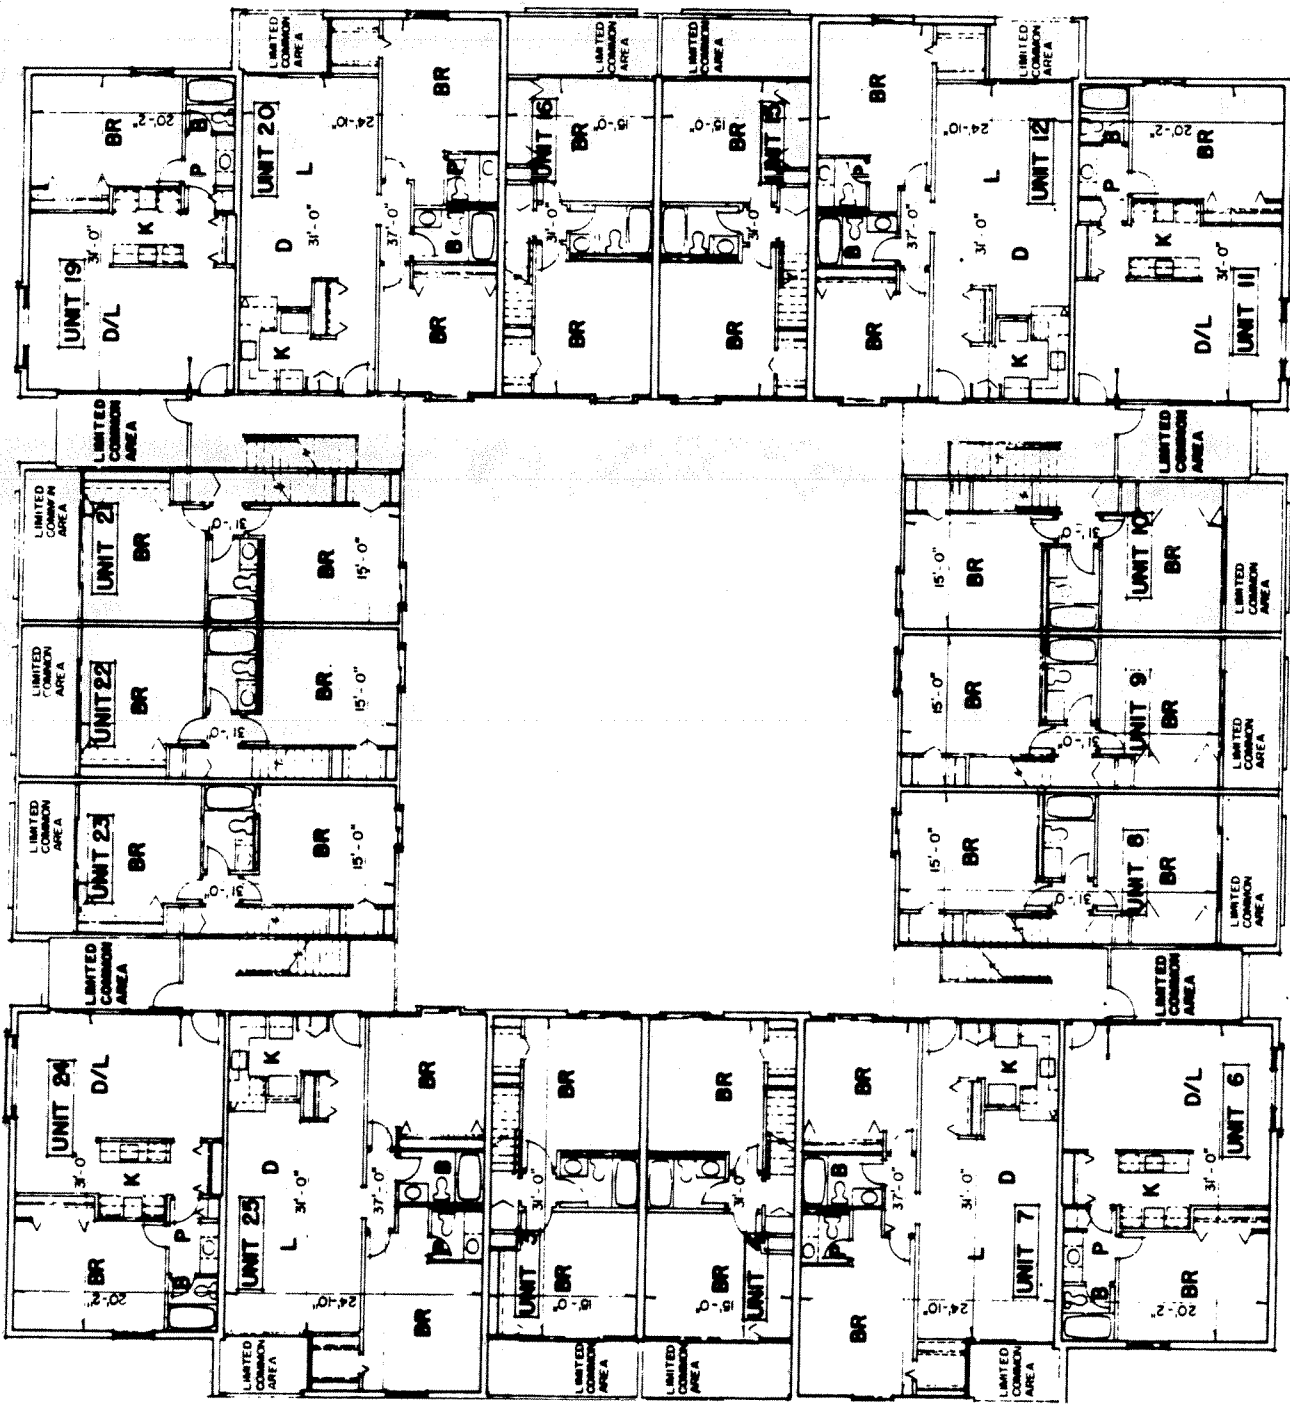 LIMITED
COMMON
AREA
LIMITED
COMMON
AREA
LIMITED
COMMON
AREA
LIMITED
COMMON
AREA
BR
20'-2"
B
P
K
31'-0"
UNIT 19
D/L
UNIT 20
L
24'-10"
D
31'-0"
37'-0"
K
BR
P
B
BR
UNIT 16
BR
15'-0"
31'-0"
BR
BR
15'-0"
UNIT 15
31'-0"
BR
BR
P
B
37'-0"
BR
24'-10"
L
UNIT 12
31'-0"
D
K
B
P
20'-2"
BR
K
31'-0"
D/L
UNIT 11
LIMITED
COMMON
AREA
LIMITED
COMMON
AREA
LIMITED
COMMON
AREA
UNIT 21
BR
31'-0"
BR
15'-0"
LIMITED
COMMON
AREA
UNIT 22
BR
31'-0"
BR
15'-0"
LIMITED
COMMON
AREA
UNIT 23
BR
31'-0"
BR
15'-0"
15'-0"
BR
31'-0"
UNIT 10
BR
LIMITED
COMMON
AREA
15'-0"
BR
31'-0"
UNIT 9
BR
LIMITED
COMMON
AREA
15'-0"
BR
31'-0"
UNIT 8
BR
LIMITED
COMMON
AREA
LIMITED
COMMON
AREA
LIMITED
COMMON
AREA
UNIT 24
D/L
31'-0"
K
P
B
BR
20'-2"
K
D
31'-0"
L
UNIT 25
37'-0"
24'-10"
BR
B
P
BR
BR
31'-0"
UNIT
BR
15'-0"
BR
31'-0"
BR
15'-0"
UNIT
BR
B
P
37'-0"
BR
K
D
31'-0"
L
UNIT 7
24'-10"
D/L
UNIT 6
31'-0"
K
P
B
BR
20'-2"
LIMITED
COMMON
AREA
LIMITED
COMMON
AREA
LIMITED
COMMON
AREA
LIMITED
COMMON
AREA